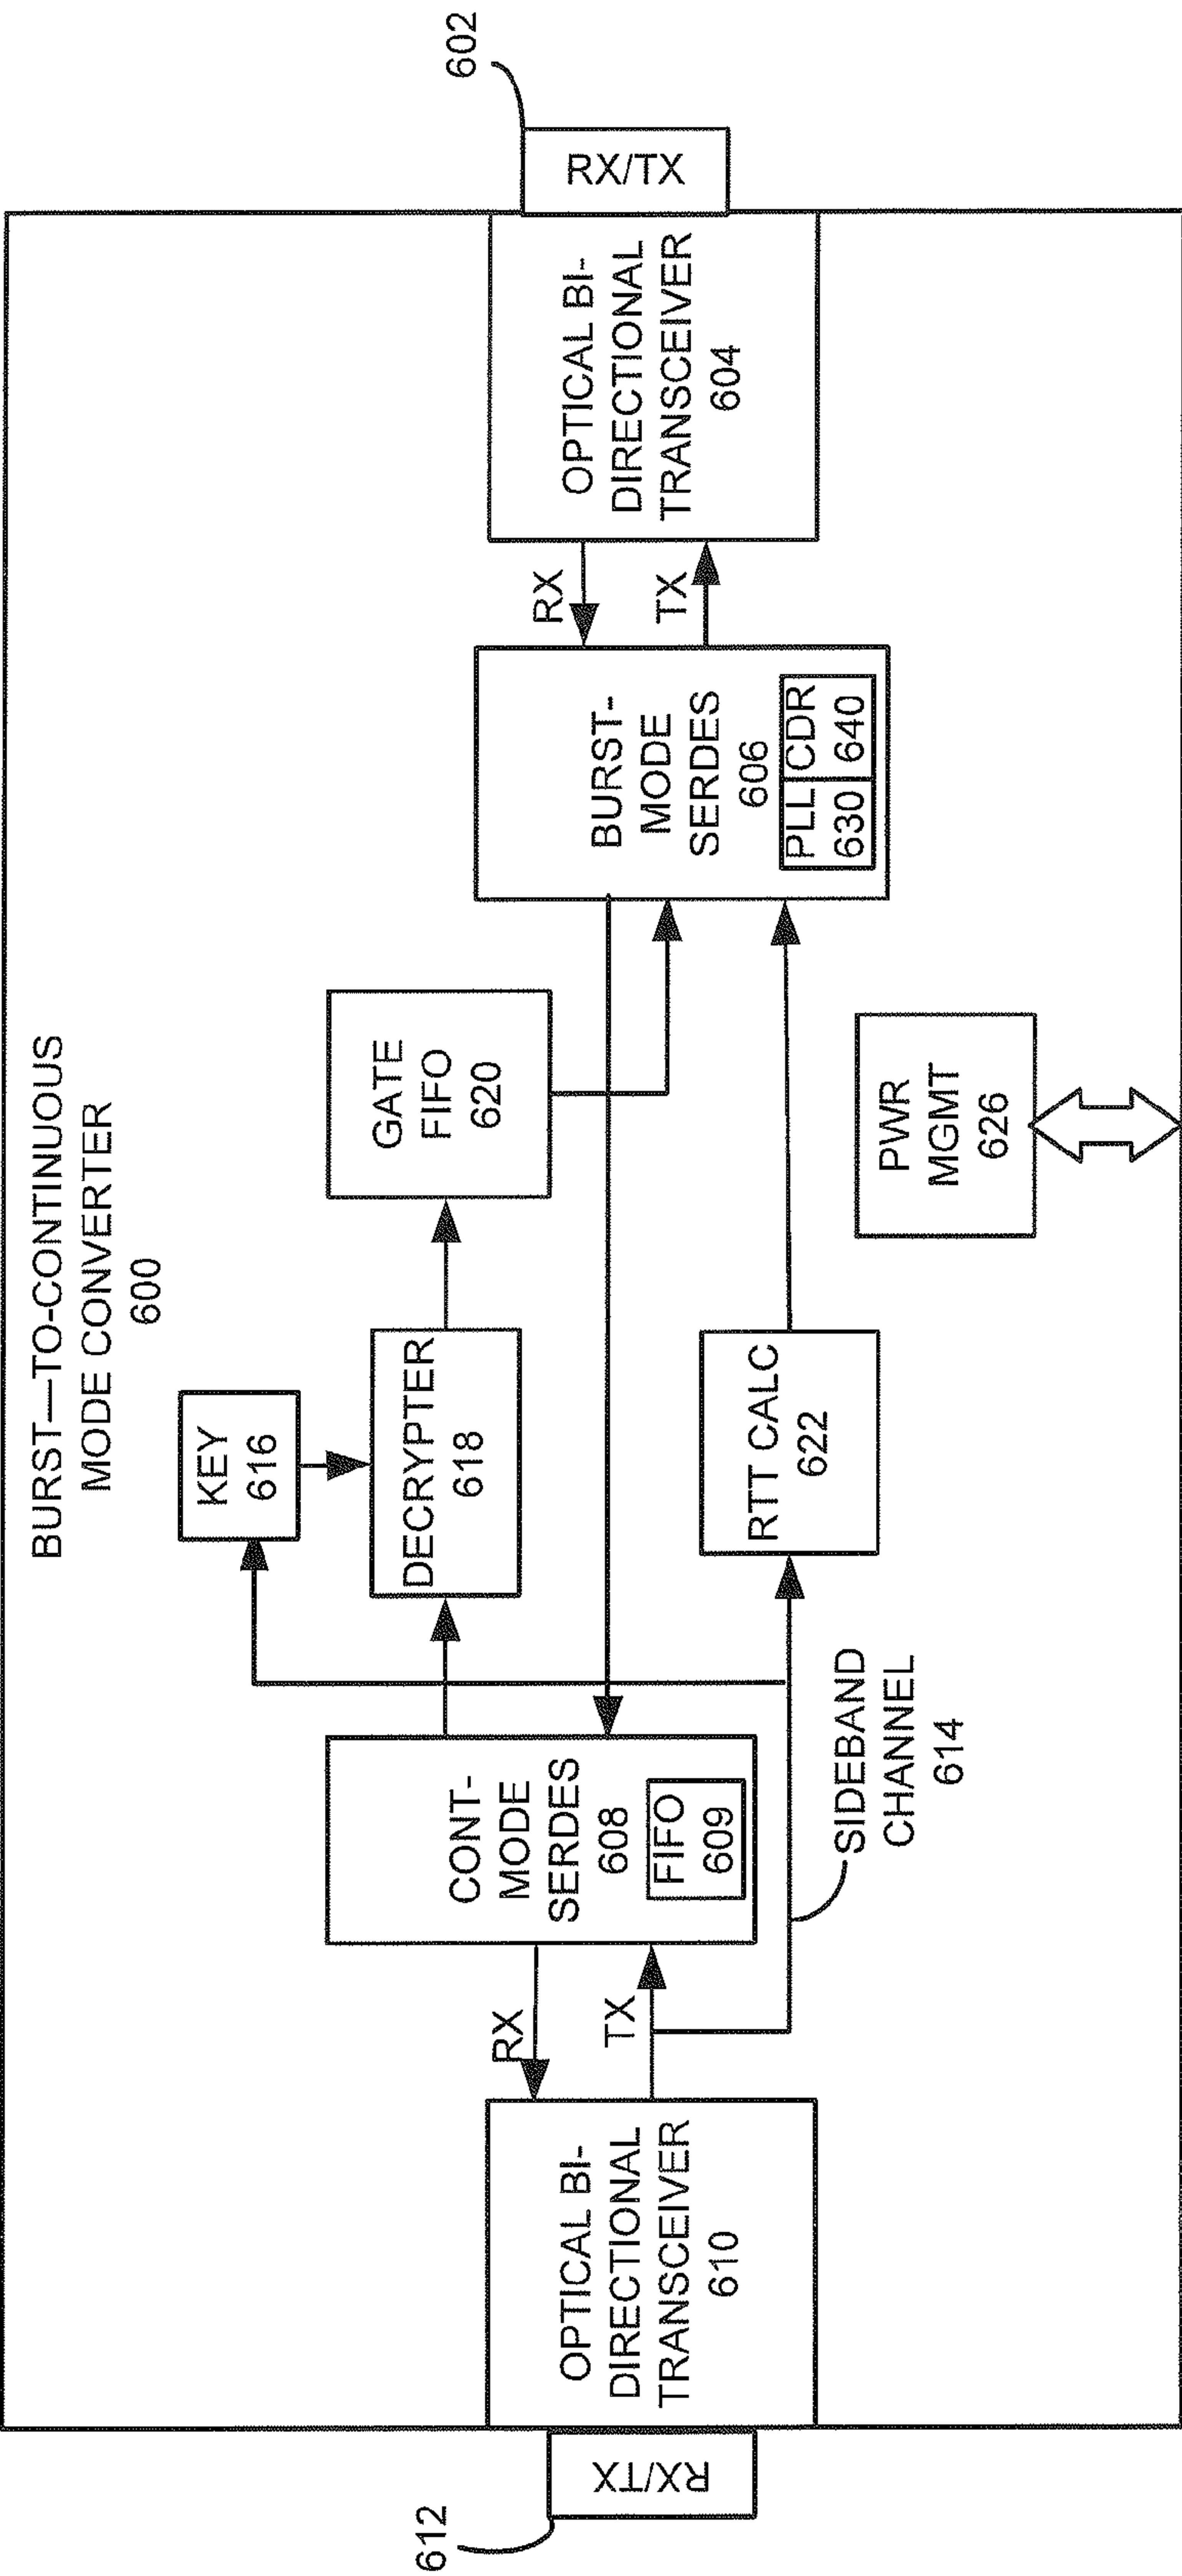 BURST—TO-CONTINUOUS
MODE CONVERTER
600
KEY
616
DECRYPTER
618
GATE
FIFO
620
612
RX/TX
OPTICAL BI-
DIRECTIONAL
TRANSCEIVER
610
RX
TX
CONT-
MODE
SERDES
608
FIFO
609
SIDEBAND
CHANNEL
614
RTT CALC
622
PWR
MGMT
626
BURST-
MODE
SERDES
606
PLL
630
CDR
640
RX
TX
OPTICAL BI-
DIRECTIONAL
TRANSCEIVER
604
RX/TX
602